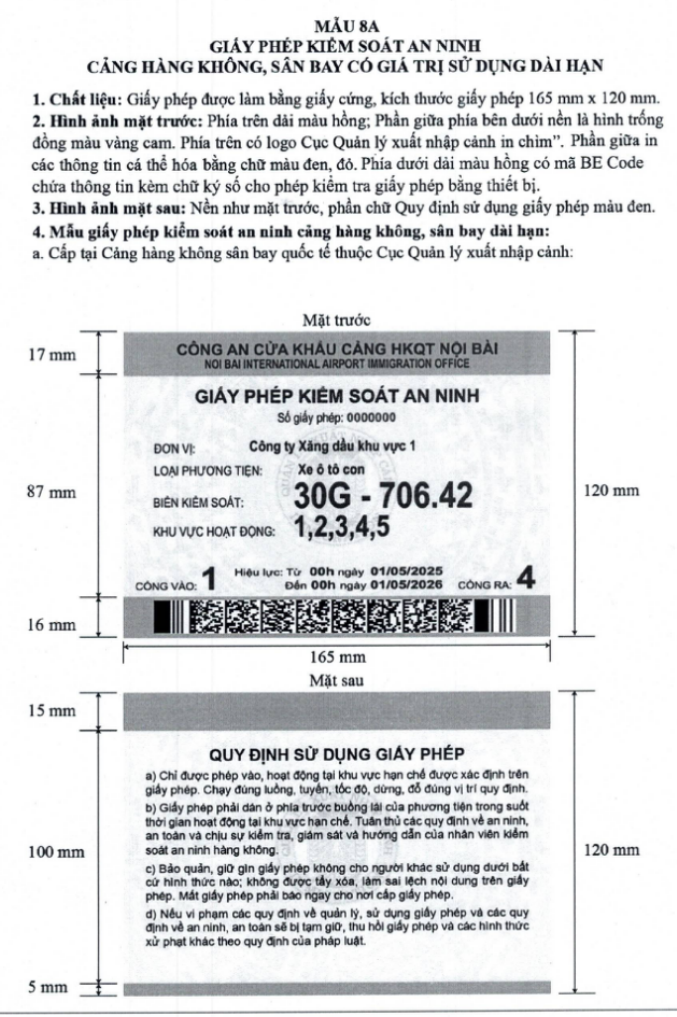 MẪU 8A
GIẤY PHÉP KIỂM SOÁT AN NINH
CẢNG HÀNG KHÔNG, SÂN BAY CÓ GIÁ TRỊ SỬ DỤNG DÀI HẠN
1. Chất liệu: Giấy phép được làm bằng giấy cứng, kích thước giấy phép 165 mm x 120 mm.
2. Hình ảnh mặt trước: Phía trên dải màu hồng; Phần giữa phía bên dưới nền là hình trống
đồng màu vàng cam. Phía trên có logo Cục Quản lý xuất nhập cảnh in chìm”. Phần giữa in
các thông tin cá thể hóa bằng chữ màu đen, đỏ. Phía dưới dải màu hồng có mã BE Code
chứa thông tin kèm chữ ký số cho phép kiểm tra giấy phép bằng thiết bị.
3. Hình ảnh mặt sau: Nền như mặt trước, phần chữ Quy định sử dụng giấy phép màu đen.
4. Mẫu giấy phép kiểm soát an ninh cảng hàng không, sân bay dài hạn:
a. Cấp tại Cảng hàng không sân bay quốc tế thuộc Cục Quản lý xuất nhập cảnh:
Mặt trước
17 mm
CÔNG AN CỬA KHẨU CẢNG HKQT NỘI BÀI
NOI BAI INTERNATIONAL AIRPORT IMMIGRATION OFFICE
GIẤY PHÉP KIỂM SOÁT AN NINH
Số giấy phép: 0000000
ĐƠN VỊ: Công ty Xăng dầu khu vực 1
LOẠI PHƯƠNG TIỆN: Xe ô tô con
87 mm
BIỂN KIỂM SOÁT: 30G - 706.42
120 mm
KHU VỰC HOẠT ĐỘNG: 1,2,3,4,5
CỔNG VÀO: 1
Hiệu lực: Từ 00h ngày 01/05/2025
Đến 00h ngày 01/05/2026
CỔNG RA: 4
16 mm
165 mm
Mặt sau
15 mm
QUY ĐỊNH SỬ DỤNG GIẤY PHÉP
a) Chỉ được phép vào, hoạt động tại khu vực hạn chế được xác định trên
giấy phép. Chạy đúng luồng, tuyến, tốc độ, dừng, đỗ đúng vị trí quy định.
b) Giấy phép phải dán ở phía trước buồng lái của phương tiện trong suốt
thời gian hoạt động tại khu vực hạn chế. Tuân thủ các quy định về an ninh,
an toàn và chịu sự kiểm tra, giám sát và hướng dẫn của nhân viên kiểm
soát an ninh hàng không.
100 mm
120 mm
c) Bảo quản, giữ gìn giấy phép không cho người khác sử dụng dưới bất
cứ hình thức nào; không được tẩy xóa, làm sai lệch nội dung trên giấy
phép. Mất giấy phép phải báo ngay cho nơi cấp giấy phép.
d) Nếu vi phạm các quy định về quản lý, sử dụng giấy phép và các quy
định về an ninh, an toàn sẽ bị tạm giữ, thu hồi giấy phép và các hình thức
xử phạt khác theo quy định của pháp luật.
5 mm